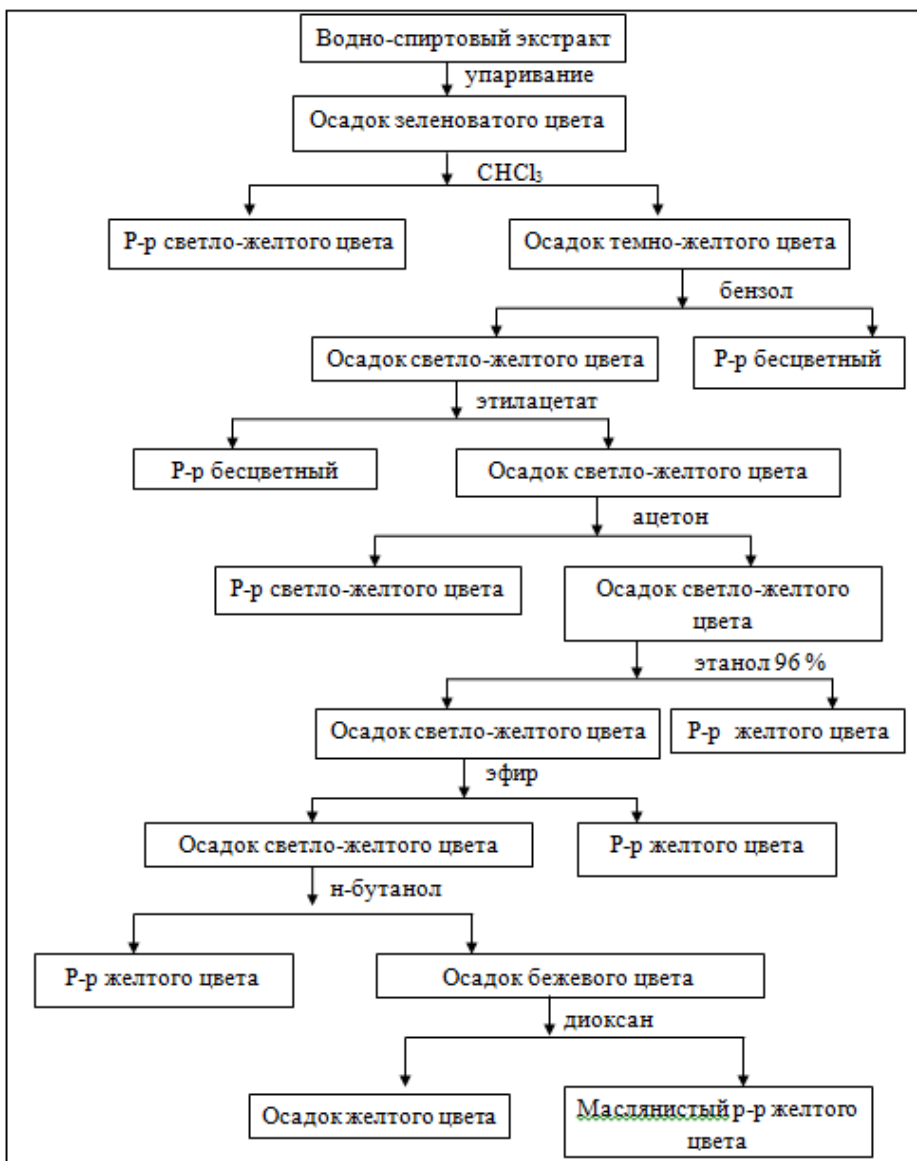 Водно-спиртовый экстракт
упаривание
Осадок зеленоватого цвета
CHCl₃
Р-р светло-желтого цвета
Осадок темно-желтого цвета
бензол
Осадок светло-желтого цвета
Р-р бесцветный
этилацетат
Р-р бесцветный
Осадок светло-желтого цвета
ацетон
Р-р светло-желтого цвета
Осадок светло-желтого
цвета
этанол 96 %
Осадок светло-желтого цвета
Р-р желтого цвета
эфир
Осадок светло-желтого цвета
Р-р желтого цвета
н-бутанол
Р-р желтого цвета
Осадок бежевого цвета
диоксан
Осадок желтого цвета
Маслянистый р-р желтого
цвета